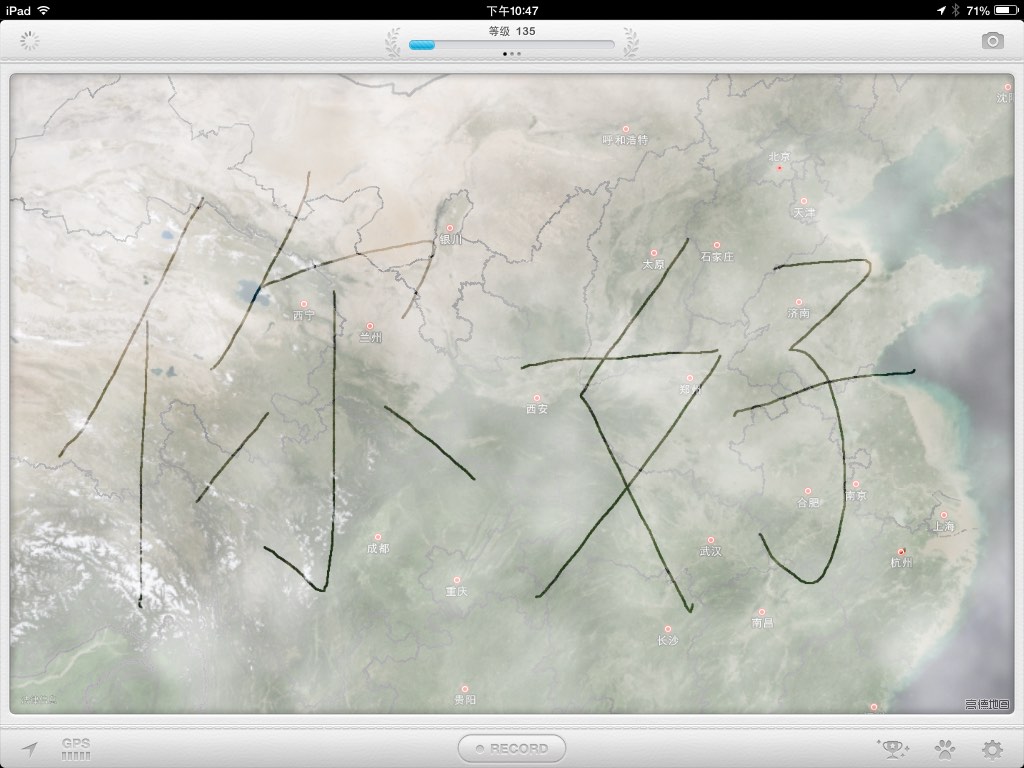 iPad 下午10:47 71%
等级 135
沈阳
呼和浩特
北京
天津
银川
太原 石家庄
西宁 济南
兰州
你好
郑州
西安
合肥 南京
上海
成都 武汉
杭州
重庆
南昌
长沙
贵阳
高德地图
GPS RECORD